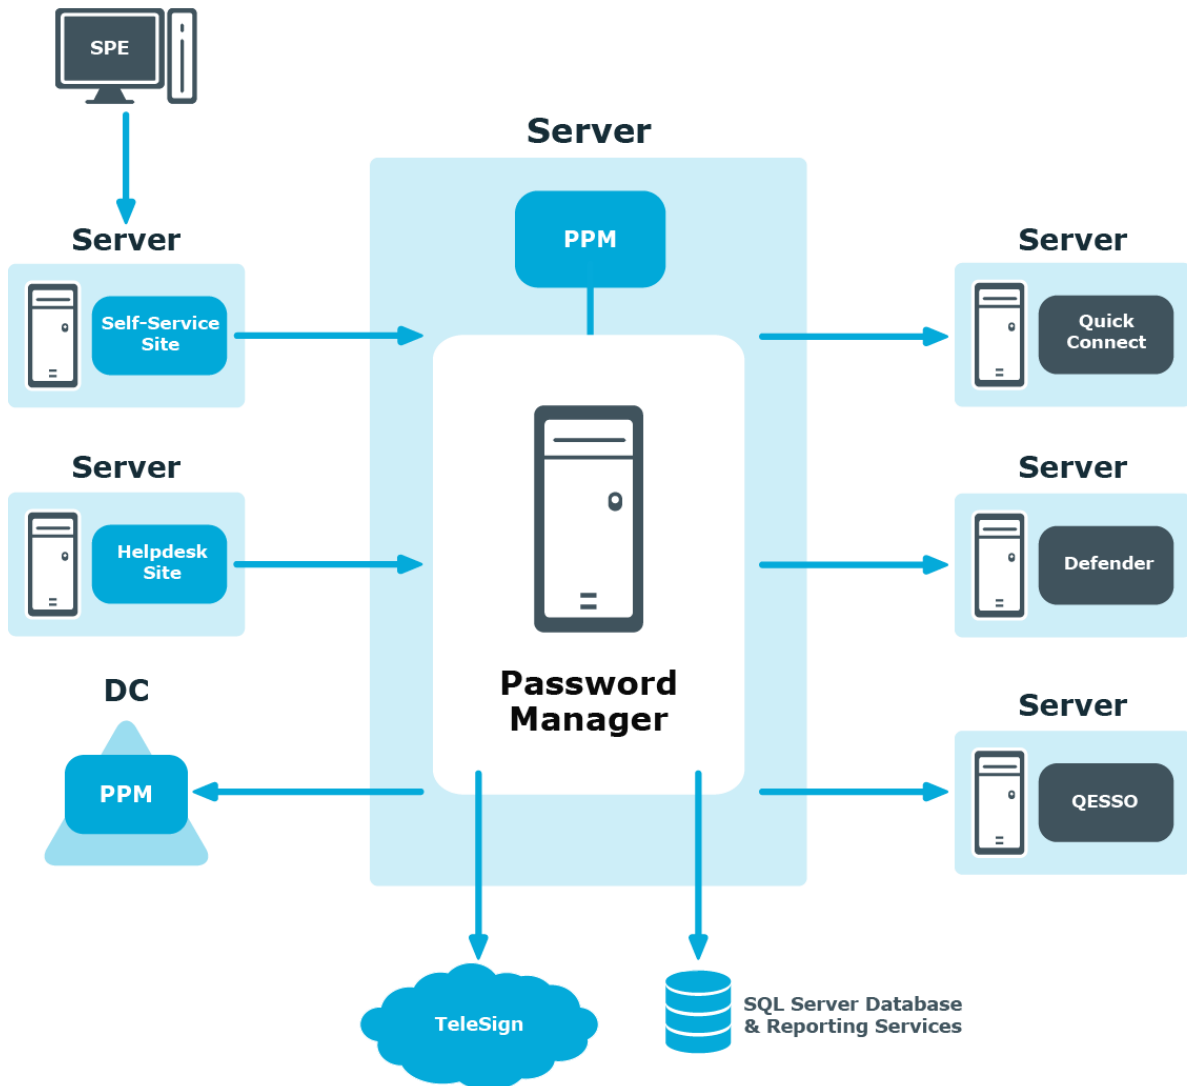 SPE
Server
Server
PPM
Server
Self-Service
Site
Quick
Connect
Server
Server
Helpdesk
Site
Defender
Password
Manager
DC
PPM
Server
QESSO
TeleSign
SQL Server Database
& Reporting Services